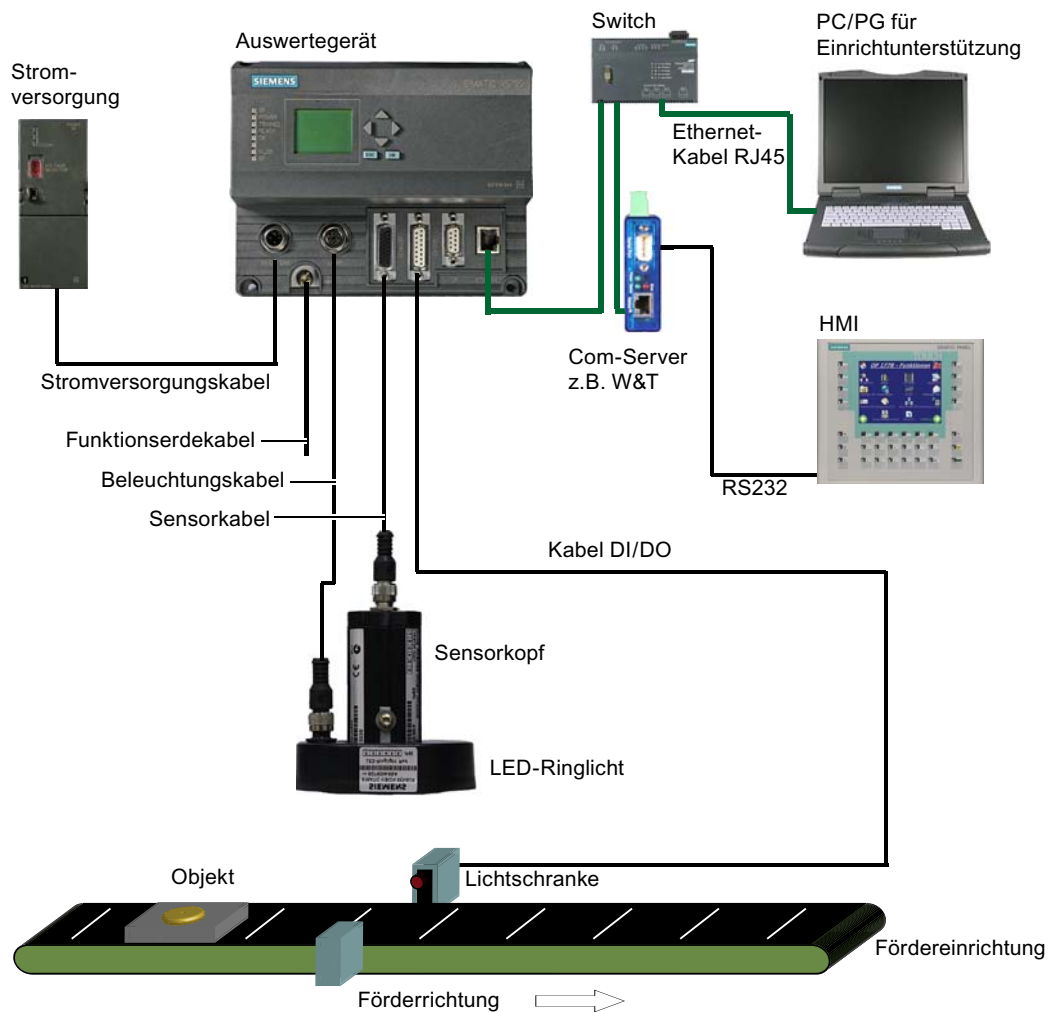 Switch
PC/PG für
Einrichtunterstützung
Auswertegerät
Strom-
versorgung
SIEMENS
Ethernet-
Kabel RJ45
HMI
Com-Server
z.B. W&T
Stromversorgungskabel
Funktionserdekabel
Beleuchtungskabel
RS232
Sensorkabel
Kabel DI/DO
Sensorkopf
LED-Ringlicht
SIEMENS
Objekt
Lichtschranke
Fördereinrichtung
Förderrichtung